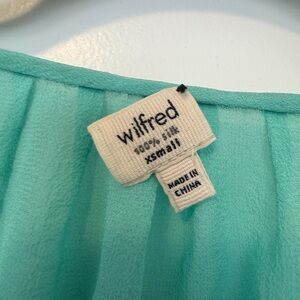 wilfred
100% silk
xsmall
MADE IN
CHINA